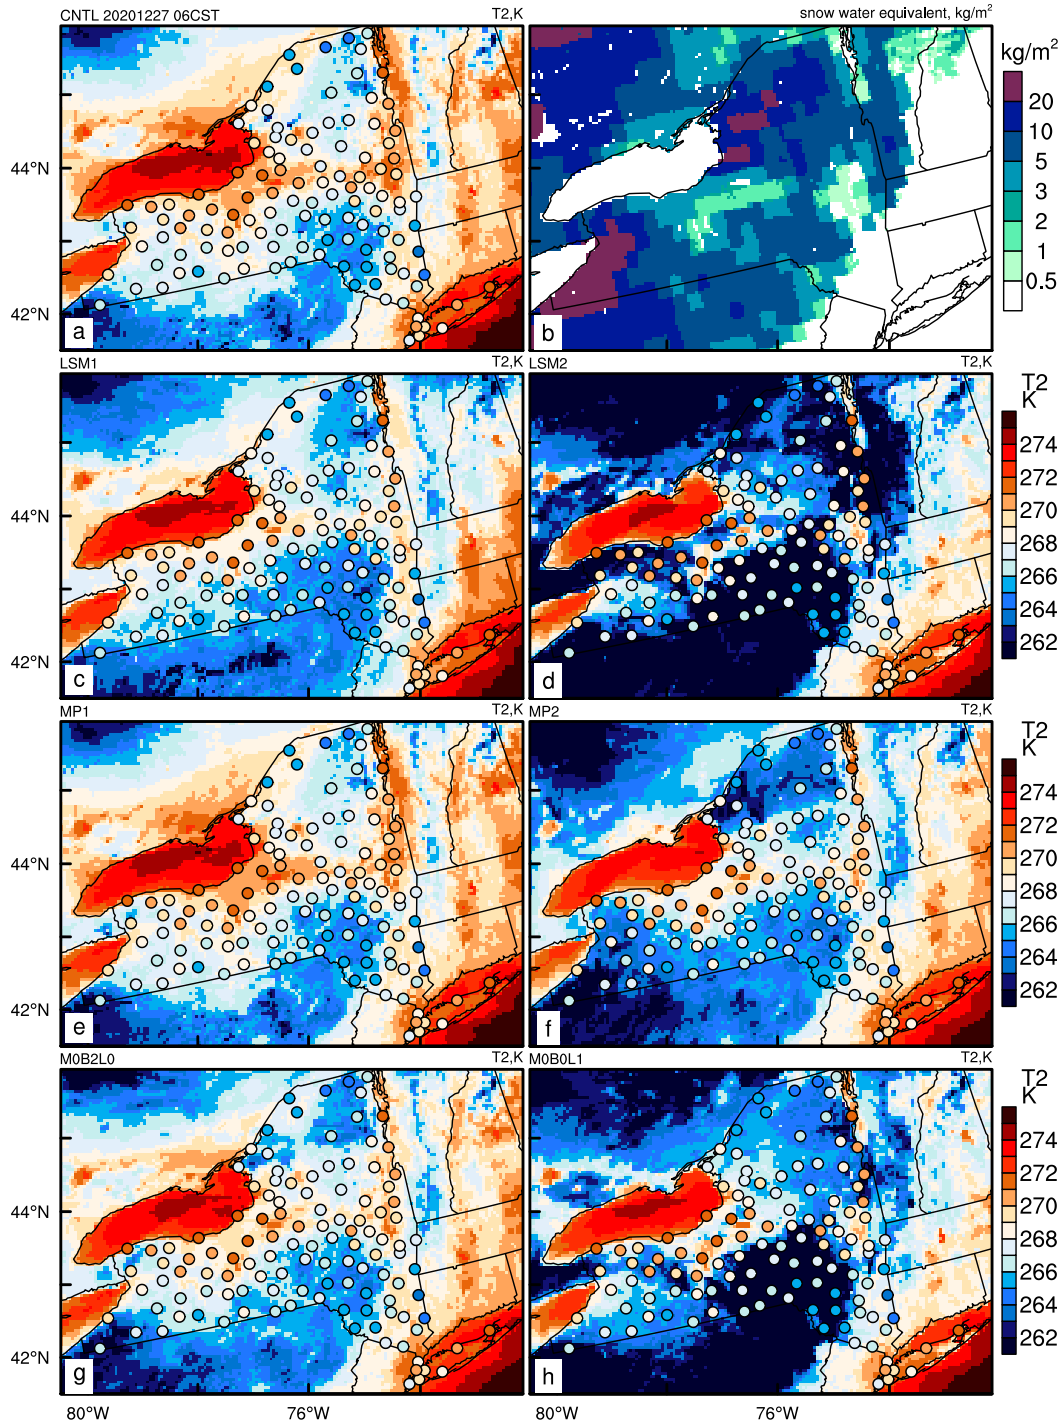 CNTL 20201227 06CST T2,K
snow water equivalent, kg/m²
44°N
42°N
a
b
kg/m²
20
10
5
3
2
1
0.5
LSM1 T2,K
LSM2 T2,K
44°N
42°N
c
d
T2
K
274
272
270
268
266
264
262
MP1 T2,K
MP2 T2,K
44°N
42°N
e
f
T2
K
274
272
270
268
266
264
262
M0B2L0 T2,K
M0B0L1 T2,K
44°N
42°N
g
h
T2
K
274
272
270
268
266
264
262
80°W 76°W 80°W 76°W